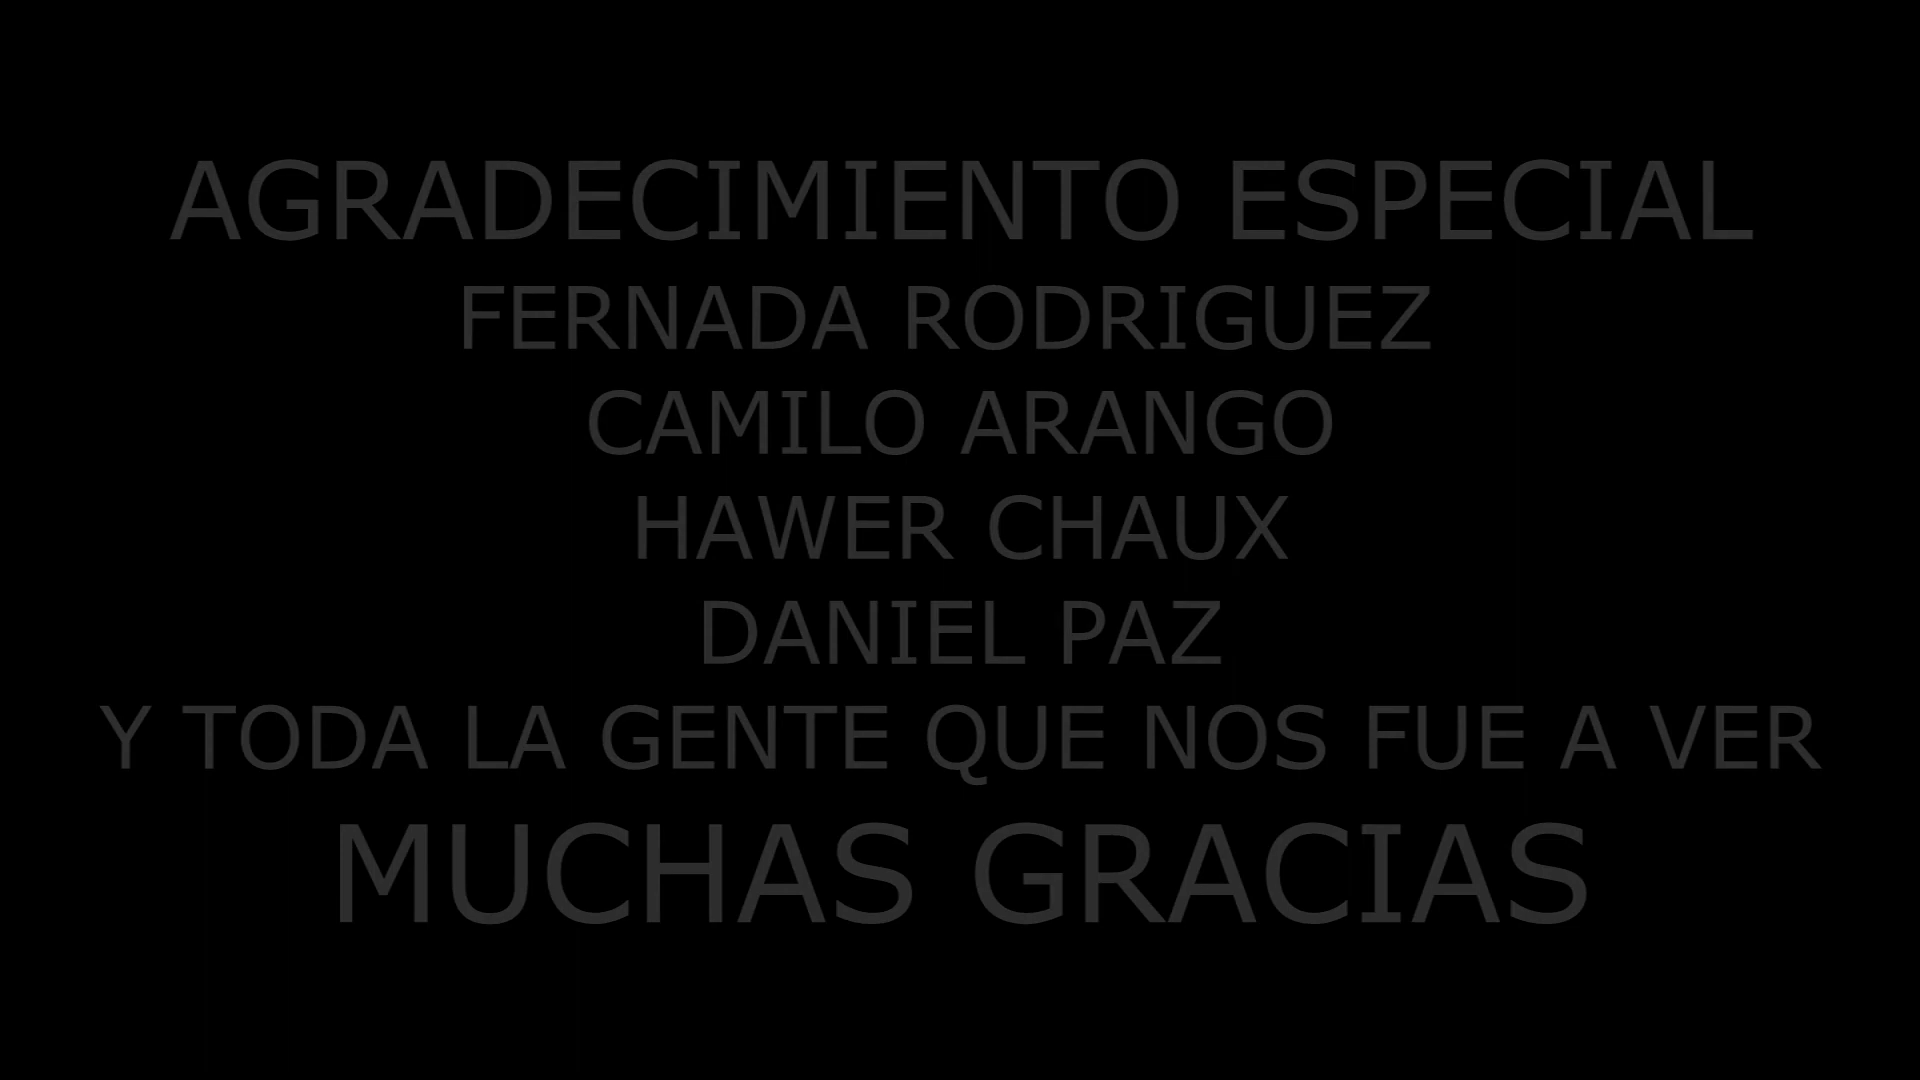 AGRADECIMIENTO ESPECIAL
FERNADA RODRIGUEZ
CAMILO ARANGO
HAWER CHAUX
DANIEL PAZ
Y TODA LA GENTE QUE NOS FUE A VER
MUCHAS GRACIAS